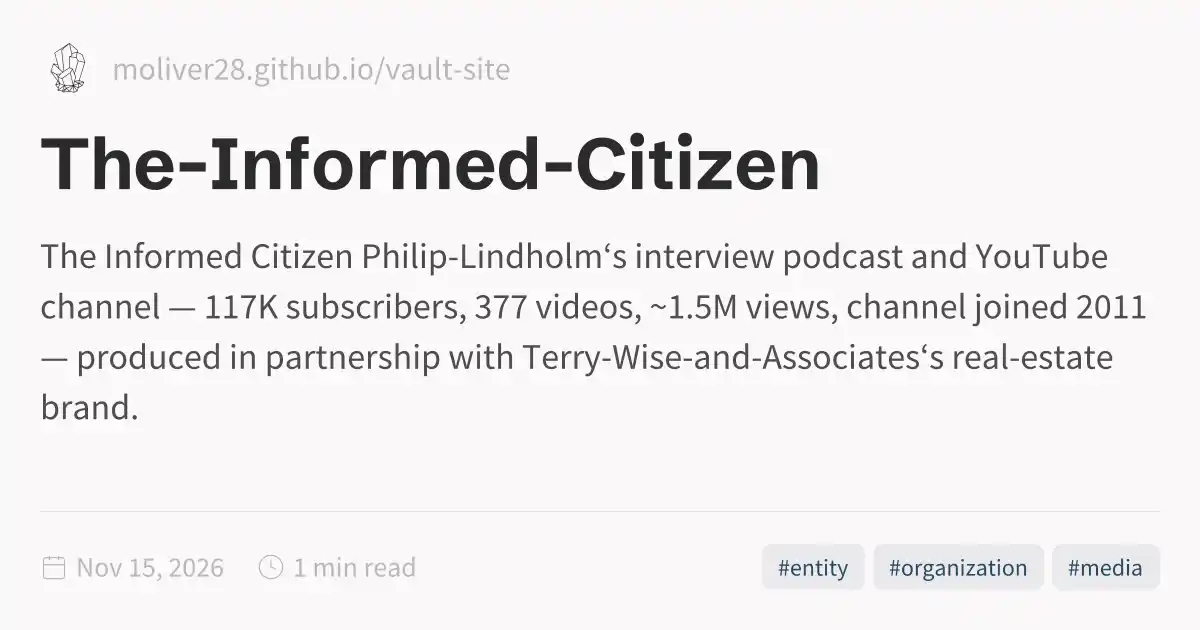 moliver28.github.io/vault-site
The-Informed-Citizen
The Informed Citizen Philip-Lindholm‘s interview podcast and YouTube
channel — 117K subscribers, 377 videos, ~1.5M views, channel joined 2011
— produced in partnership with Terry-Wise-and-Associates‘s real-estate
brand.
Nov 15, 2026 1 min read #entity #organization #media